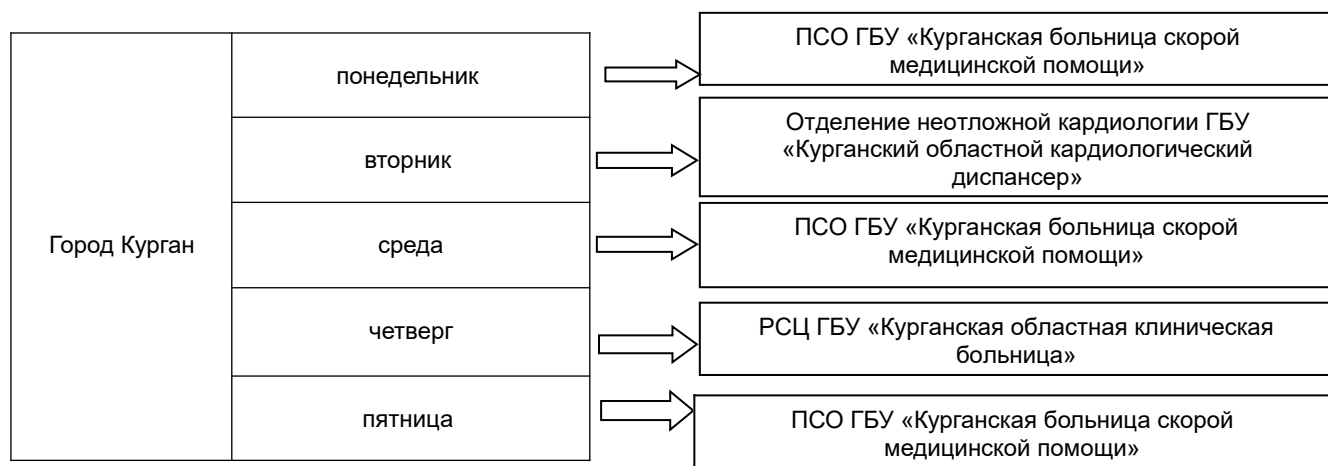 Город Курган
понедельник
ПСО ГБУ «Курганская больница скорой
медицинской помощи»
вторник
Отделение неотложной кардиологии ГБУ
«Курганский областной кардиологический
диспансер»
среда
ПСО ГБУ «Курганская больница скорой
медицинской помощи»
четверг
РСЦ ГБУ «Курганская областная клиническая
больница»
пятница
ПСО ГБУ «Курганская больница скорой
медицинской помощи»